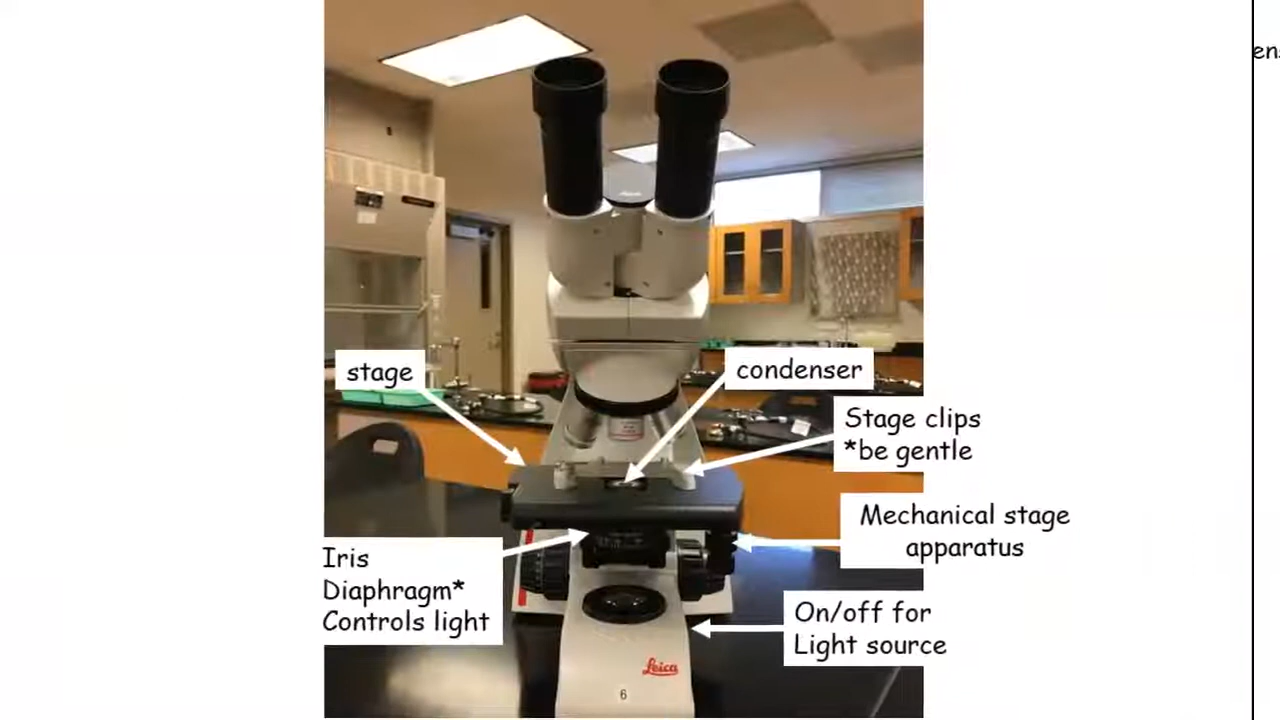 ens
stage
condenser
Stage clips
*be gentle
Mechanical stage
apparatus
Iris
Diaphragm*
Controls light
On/off for
Light source
Leica
6